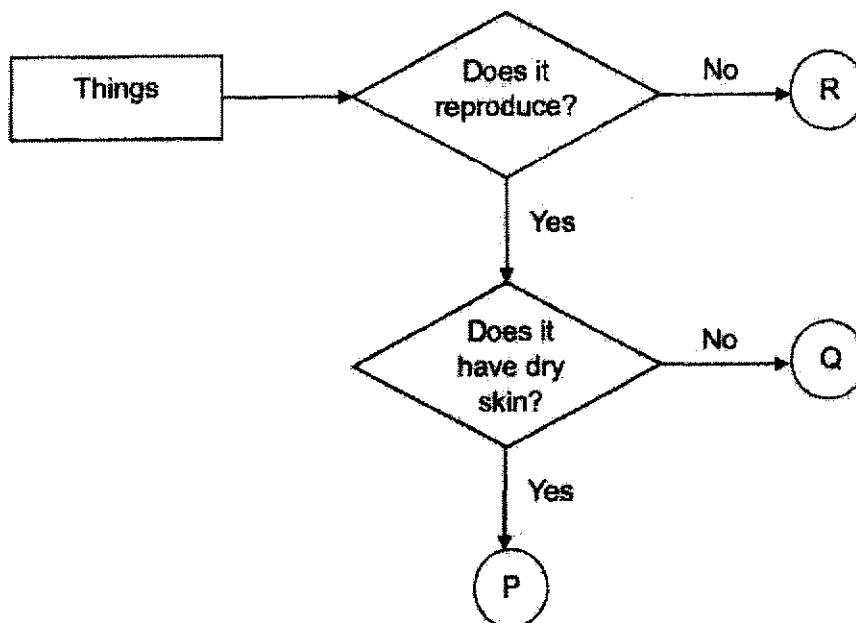 Things
Does it
reproduce?
No
R
Yes
Does it
have dry
skin?
No
Q
Yes
P